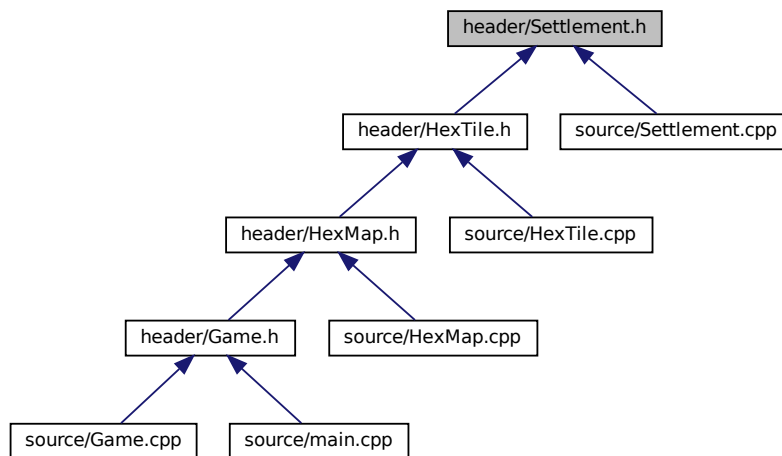 header/Settlement.h
header/HexTile.h
source/Settlement.cpp
header/HexMap.h
source/HexTile.cpp
header/Game.h
source/HexMap.cpp
source/Game.cpp
source/main.cpp